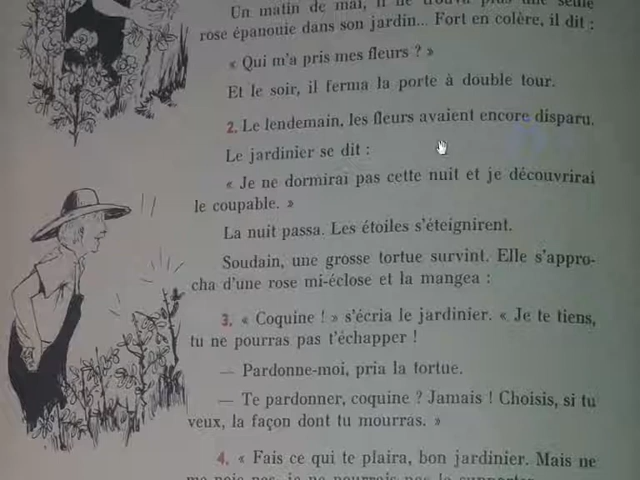 Un matin de mai, il ne trouva plus une seule
rose épanouie dans son jardin... Fort en colère, il dit :
« Qui m'a pris mes fleurs ? »
Et le soir, il ferma la porte à double tour.
2. Le lendemain, les fleurs avaient encore disparu.
Le jardinier se dit :
« Je ne dormirai pas cette nuit et je découvrirai
le coupable. »
La nuit passa. Les étoiles s'éteignirent.
Soudain, une grosse tortue survint. Elle s'appro-
cha d'une rose mi-éclose et la mangea :
3. « Coquine ! » s'écria le jardinier. « Je te tiens,
tu ne pourras pas t'échapper !
— Pardonne-moi, pria la tortue.
— Te pardonner, coquine ? Jamais ! Choisis, si tu
veux, la façon dont tu mourras. »
4. « Fais ce qui te plaira, bon jardinier. Mais ne